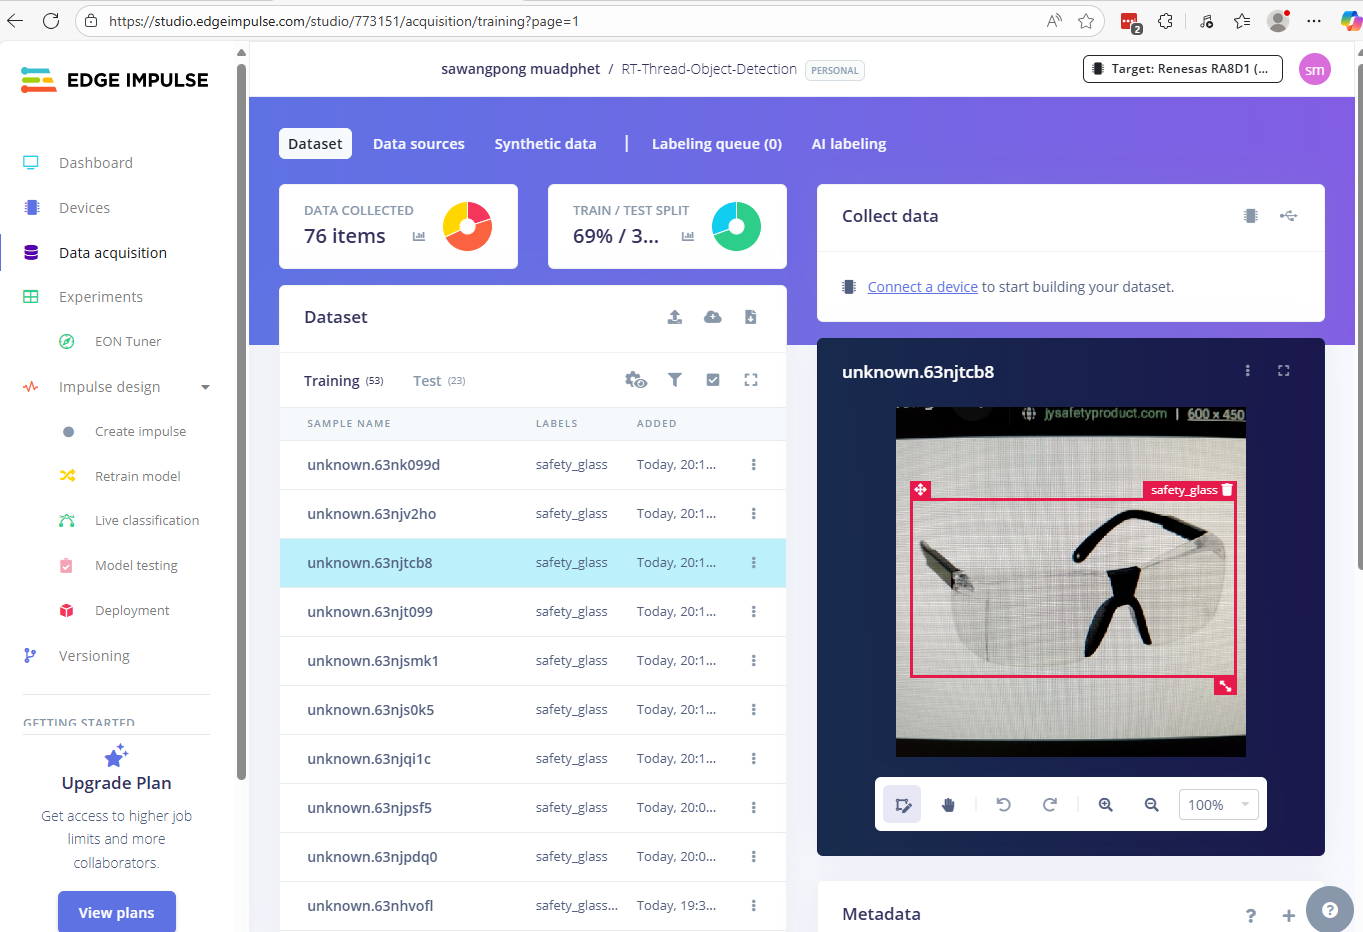 https://studio.edgeimpulse.com/studio/773151/acquisition/training?page=1
2
EDGE IMPULSE
sawangpong muadphet / RT-Thread-Object-Detection PERSONAL
Target: Renesas RA8D1 (...
sm
Dashboard
Devices
Data acquisition
Experiments
EON Tuner
Impulse design
Create impulse
Retrain model
Live classification
Model testing
Deployment
Versioning
GETTING STARTED
Upgrade Plan
Get access to higher job
limits and more
collaborators.
View plans
Dataset
Data sources
Synthetic data
|
Labeling queue (0)
AI labeling
DATA COLLECTED
76 items
TRAIN / TEST SPLIT
69% / 3...
Collect data
Connect a device to start building your dataset.
Dataset
Training (53)
Test (23)
SAMPLE NAME LABELS ADDED
unknown.63nk099d safety_glass Today, 20:1...
unknown.63njv2ho safety_glass Today, 20:1...
unknown.63njtcb8 safety_glass Today, 20:1...
unknown.63njt099 safety_glass Today, 20:1...
unknown.63njsmk1 safety_glass Today, 20:1...
unknown.63njs0k5 safety_glass Today, 20:1...
unknown.63njqi1c safety_glass Today, 20:1...
unknown.63njpsf5 safety_glass Today, 20:0...
unknown.63njpdq0 safety_glass Today, 20:0...
unknown.63nhvofl safety_glass... Today, 19:3...
unknown.63njtcb8
jysafetyproduct.com | 600 x 450
safety_glass
100%
Metadata